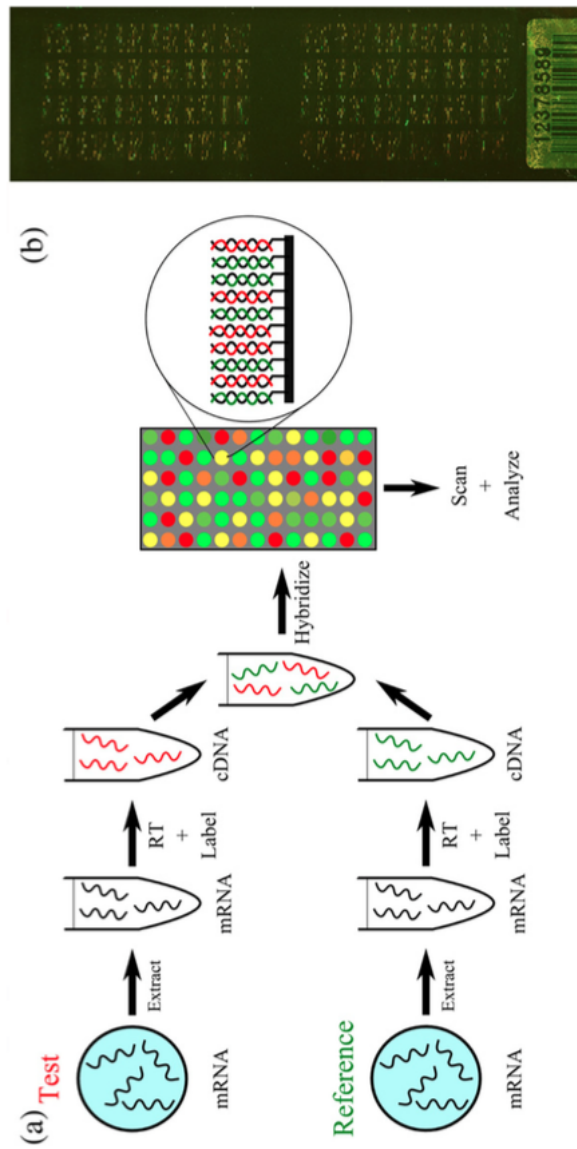 (a)
Test
mRNA
Extract
mRNA
RT
+
Label
cDNA
Reference
mRNA
Extract
mRNA
RT
+
Label
cDNA
Hybridize
Scan
+
Analyze
(b)
12378589